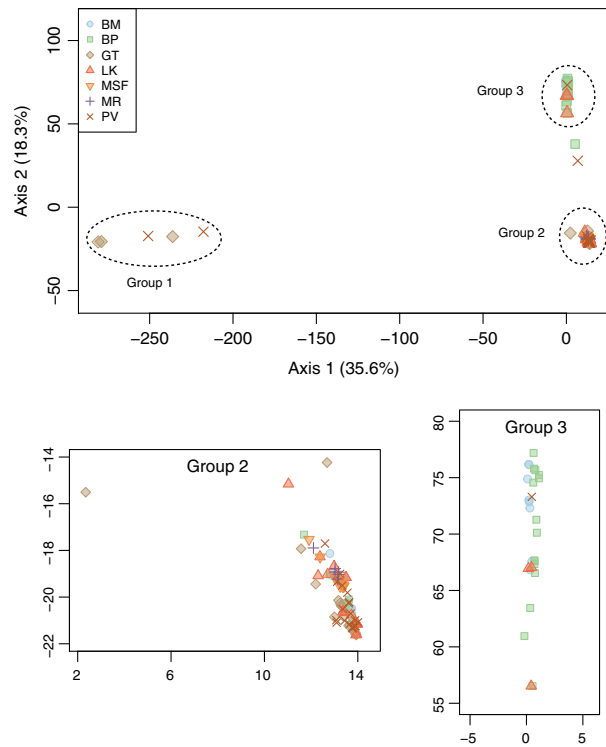 BM
BP
GT
LK
MSF
MR
PV
Group 3
Group 2
Group 1
100
50
0
−50
Axis 2 (18.3%)
−250 −200 −150 −100 −50 0
Axis 1 (35.6%)
Group 2
−14
−16
−18
−20
−22
2 6 10 14
Group 3
80
75
70
65
60
55
−5 0 5